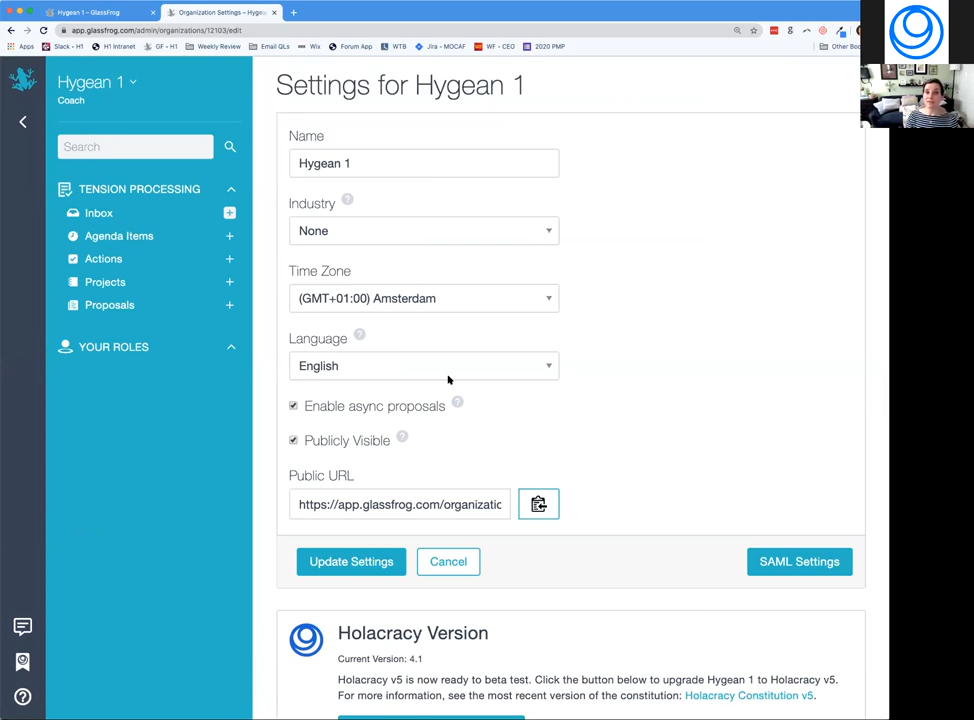 Hygean 1 – GlassFrog
Organization Settings – Hygea
app.glassfrog.com/admin/organizations/12103/edit
Apps
Slack - H1
H1 Intranet
GF - H1
Weekly Review
Email QLs
Wix
Forum App
WTB
Jira - MOCAF
WF - CEO
2020 PMP
Other Boo
Hygean 1
Coach
Search
TENSION PROCESSING
Inbox
Agenda Items
Actions
Projects
Proposals
YOUR ROLES
Settings for Hygean 1
Name
Hygean 1
Industry ?
None
Time Zone
(GMT+01:00) Amsterdam
Language ?
English
Enable async proposals ?
Publicly Visible ?
Public URL
https://app.glassfrog.com/organizatic
Update Settings
Cancel
SAML Settings
Holacracy Version
Current Version: 4.1
Holacracy v5 is now ready to beta test. Click the button below to upgrade Hygean 1 to Holacracy v5.
For more information, see the most recent version of the constitution: Holacracy Constitution v5.